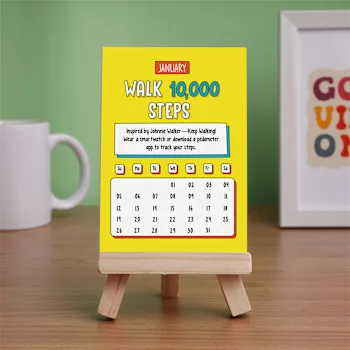 JANUARY
WALK 10,000
STEPS
Inspired by Johnnie Walker—Keep Walking!
Wear a smartwatch or download a pedometer
app to track your steps.
Su Mo Tu We Th Fr Sa
01 02 03 04
05 06 07 08 09 10 11
12 13 14 15 16 17 18
19 20 21 22 23 24 25
26 27 28 29 30 31
GO
VI
ON